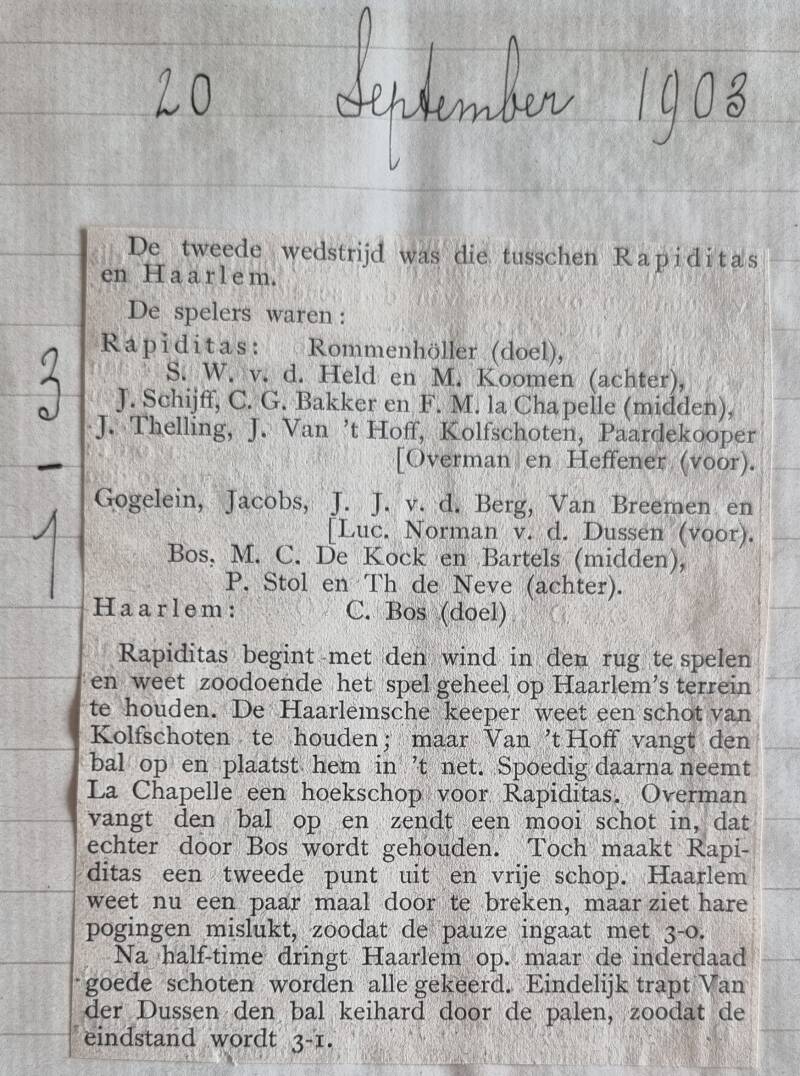 20 September 1903
De tweede wedstrijd was die tusschen Rapiditas
en Haarlem.
De spelers waren:
Rapiditas: Rommenhöller (doel),
S. W. v. d. Held en M. Koomen (achter),
J. Schijff, C. G. Bakker en F. M. la Chapelle (midden),
J. Thelling, J. Van 't Hoff, Kolfschoten, Paardekooper
[Overman en Heffener (voor).
Gogelein, Jacobs, J. J. v. d. Berg, Van Breemen en
[Luc. Norman v. d. Dussen (voor).
Bos, M. C. De Kock en Bartels (midden),
P. Stol en Th de Neve (achter).
Haarlem: C. Bos (doel)
3
-
1
Rapiditas begint met den wind in den rug te spelen
en weet zoodoende het spel geheel op Haarlem's terrein
te houden. De Haarlemsche keeper weet een schot van
Kolfschoten te houden; maar Van 't Hoff vangt den
bal op en plaatst hem in 't net. Spoedig daarna neemt
La Chapelle een hoekschop voor Rapiditas. Overman
vangt den bal op en zendt een mooi schot in, dat
echter door Bos wordt gehouden. Toch maakt Rapi-
ditas een tweede punt uit en vrije schop. Haarlem
weet nu een paar maal door te breken, maar ziet hare
pogingen mislukt, zoodat de pauze ingaat met 3-0.
Na half-time dringt Haarlem op. maar de inderdaad
goede schoten worden alle gekeerd. Eindelijk trapt Van
der Dussen den bal keihard door de palen, zoodat de
eindstand wordt 3-1.